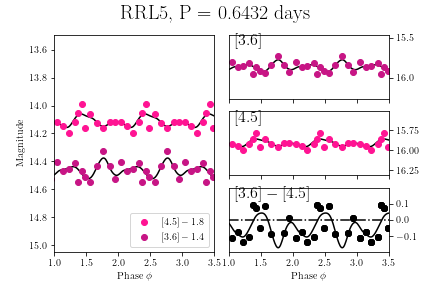 RRL5, P = 0.6432 days
[3.6]
15.5
16.0
[4.5]
15.75
16.00
16.25
[3.6] − [4.5]
0.1
0.0
−0.1
1.0 1.5 2.0 2.5 3.0 3.5
Phase ϕ
Magnitude
13.6
13.8
14.0
14.2
14.4
14.6
14.8
15.0
[4.5]−1.8
[3.6]−1.4
1.0 1.5 2.0 2.5 3.0 3.5
Phase ϕ